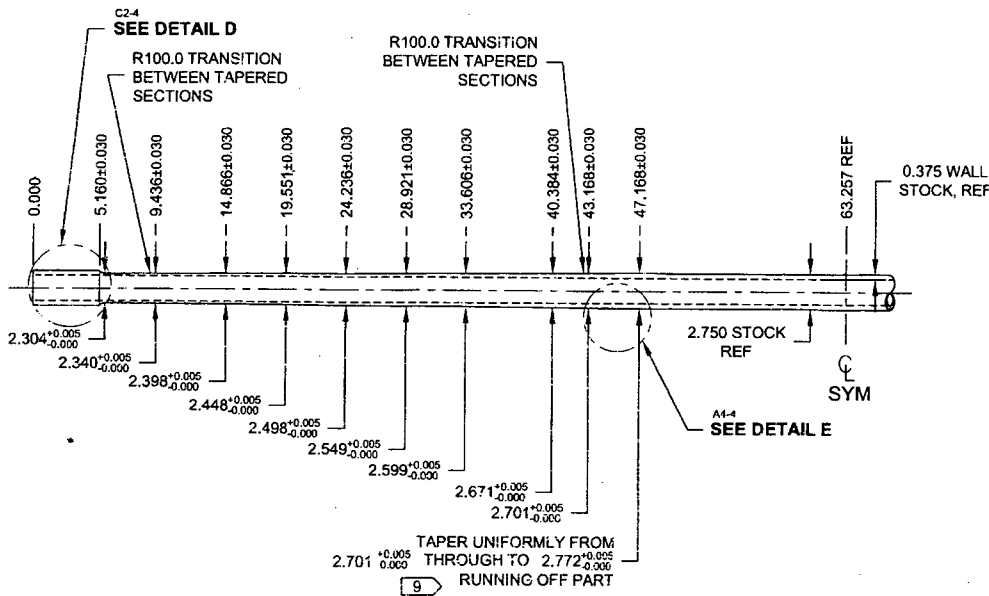 C2-4
SEE DETAIL D
R100.0 TRANSITION
BETWEEN TAPERED
SECTIONS
R100.0 TRANSITION
BETWEEN TAPERED
SECTIONS
0.000
5.160±0.030
9.436±0.030
14.866±0.030
19.551±0.030
24.236±0.030
28.921±0.030
33.606±0.030
40.384±0.030
43.168±0.030
47.168±0.030
63.257 REF
0.375 WALL
STOCK, REF
2.304 +0.005 -0.000
2.340 +0.005 -0.000
2.398 +0.005 -0.000
2.448 +0.005 -0.000
2.498 +0.005 -0.000
2.549 +0.005 -0.000
2.599 +0.005 -0.000
2.671 +0.005 -0.000
2.701 +0.005 -0.000
2.750 STOCK
REF
℄
SYM
A4-4
SEE DETAIL E
TAPER UNIFORMLY FROM
2.701 +0.005 0.000 THROUGH TO 2.772 +0.005 -0.000
9 RUNNING OFF PART